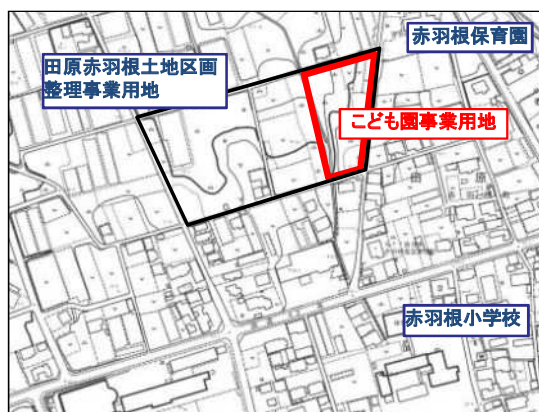 田原赤羽根土地区画
整理事業用地
赤羽根保育園
こども園事業用地
赤羽根小学校